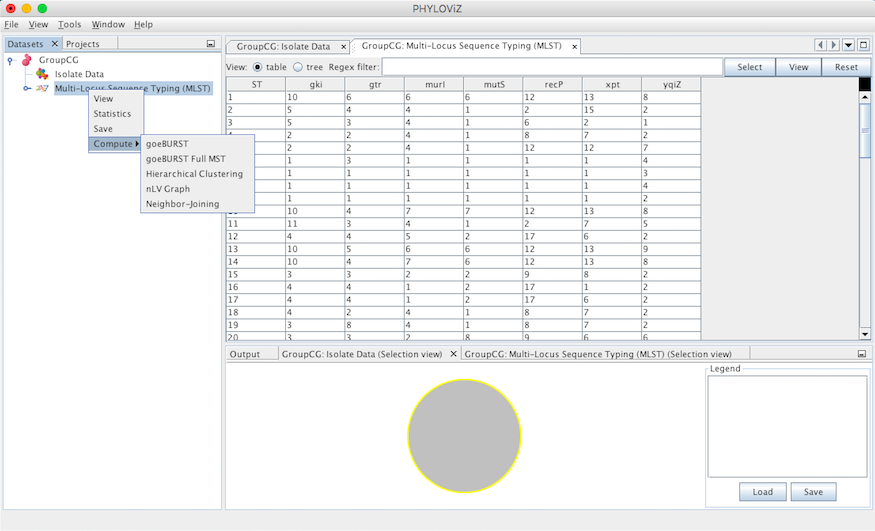 PHYLOViZ
File View Tools Window Help
Datasets Projects
GroupCG
Isolate Data
Multi-Locus Sequence Typing (MLST)
View
Statistics
Save
Compute
goeBURST
goeBURST Full MST
Hierarchical Clustering
nLV Graph
Neighbor-Joining
GroupCG: Isolate Data GroupCG: Multi-Locus Sequence Typing (MLST)
View: table tree Regex filter: Select View Reset
ST gki gtr murI mutS recP xpt yqiZ
1 10 6 6 6 12 13 8
2 5 4 4 1 2 15 2
3 5 3 4 1 6 2 1
2 2 4 1 8 7 2
2 2 4 1 12 12 7
1 3 1 1 1 1 4
1 1 1 1 1 1 3
1 1 1 1 1 1 4
1 1 1 1 1 1 2
10 4 7 7 12 13 8
11 11 3 4 1 2 7 5
12 4 4 5 2 17 6 2
13 10 5 6 6 12 13 9
14 10 4 7 6 12 13 8
15 3 3 2 2 9 8 2
16 4 4 1 2 17 1 2
17 4 4 1 2 17 6 2
18 4 2 4 1 8 7 2
19 3 8 4 1 8 7 2
20 3 3 2 8 9 6 6
Output GroupCG: Isolate Data (Selection view) GroupCG: Multi-Locus Sequence Typing (MLST) (Selection view)
Legend
Load Save